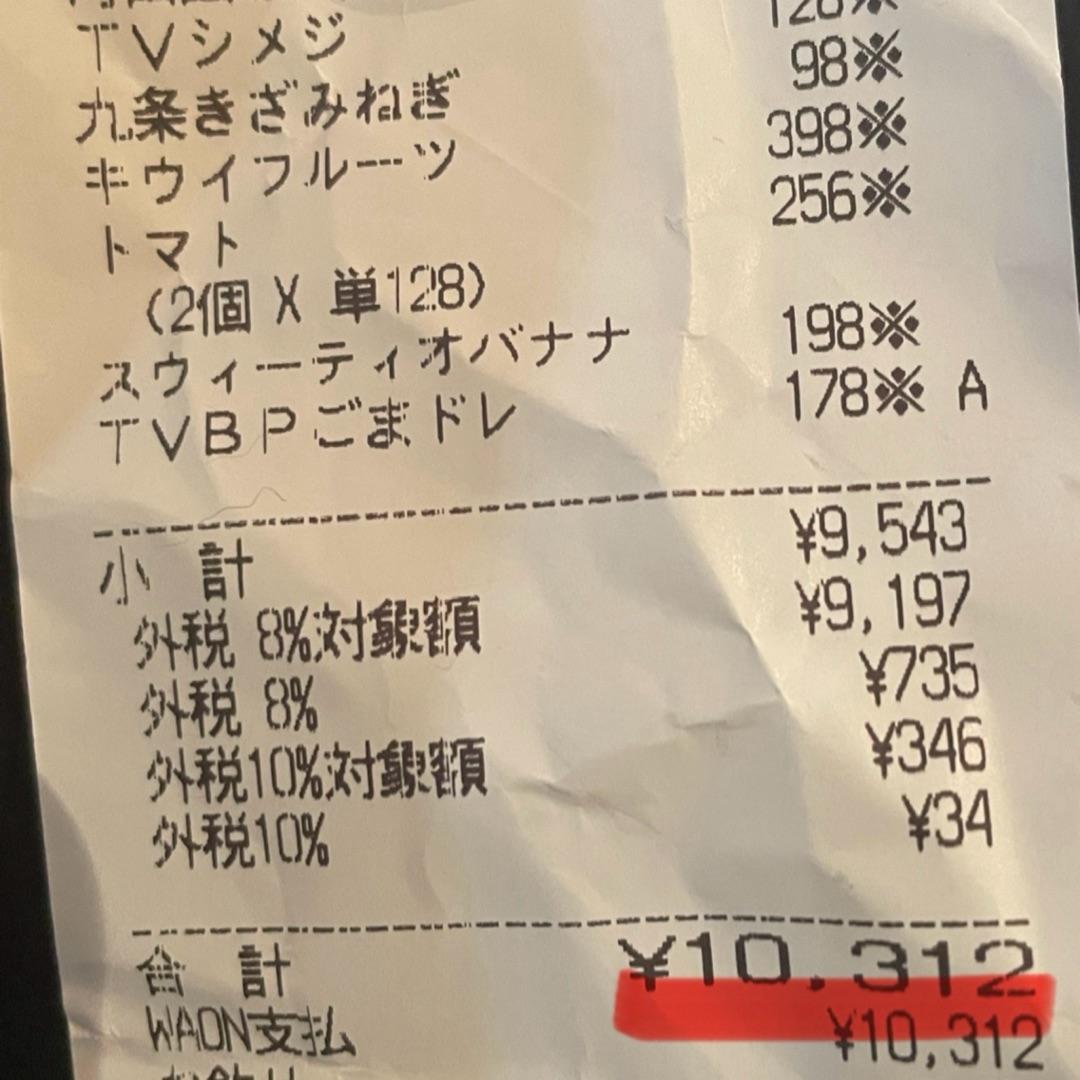 128※
TVシメジ 98※
九条きざみねぎ 398※
キウイフルーツ 256※
トマト
(2個 X 単128)
スウィーティオバナナ 198※
TVBPごまドレ 178※ A
小 計 ¥9,543
外税 8%対象額 ¥9,197
外税 8% ¥735
外税10%対象額 ¥346
外税10% ¥34
合 計 ¥10,312
WAON支払 ¥10,312